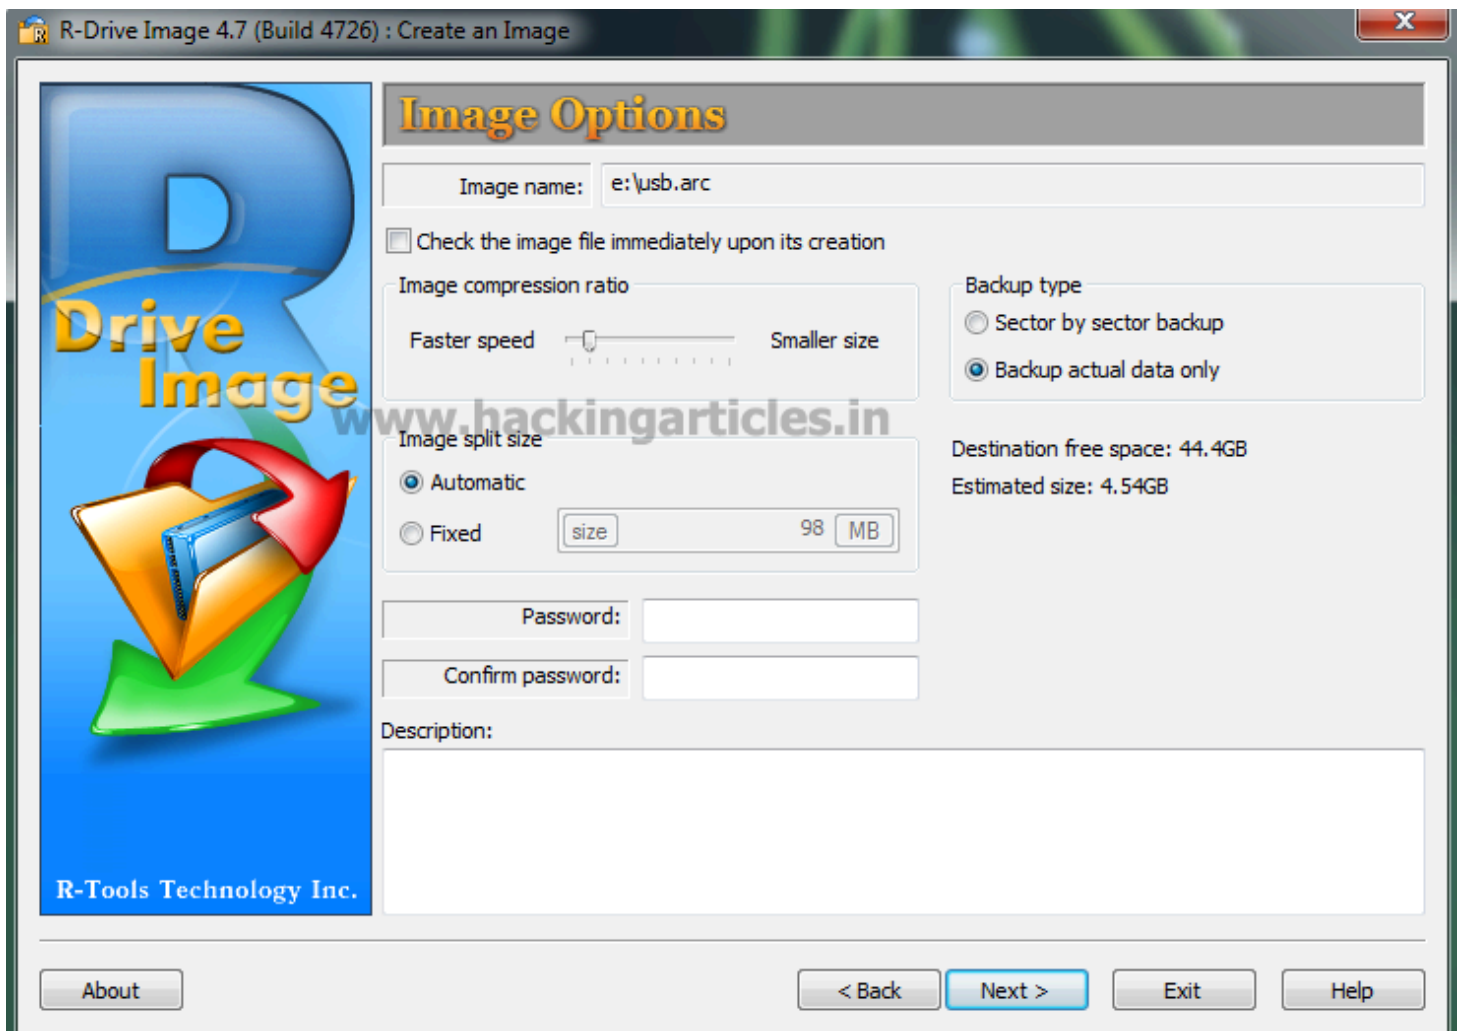 R-Drive Image 4.7 (Build 4726) : Create an Image
X
R
D
Drive
Image
R-Tools Technology Inc.
Image Options
Image name: e:\usb.arc
Check the image file immediately upon its creation
Image compression ratio
Faster speed Smaller size
Backup type
Sector by sector backup
Backup actual data only
www.hackingarticles.in
Image split size
Automatic
Fixed size 98 MB
Destination free space: 44.4GB
Estimated size: 4.54GB
Password:
Confirm password:
Description:
About < Back Next > Exit Help